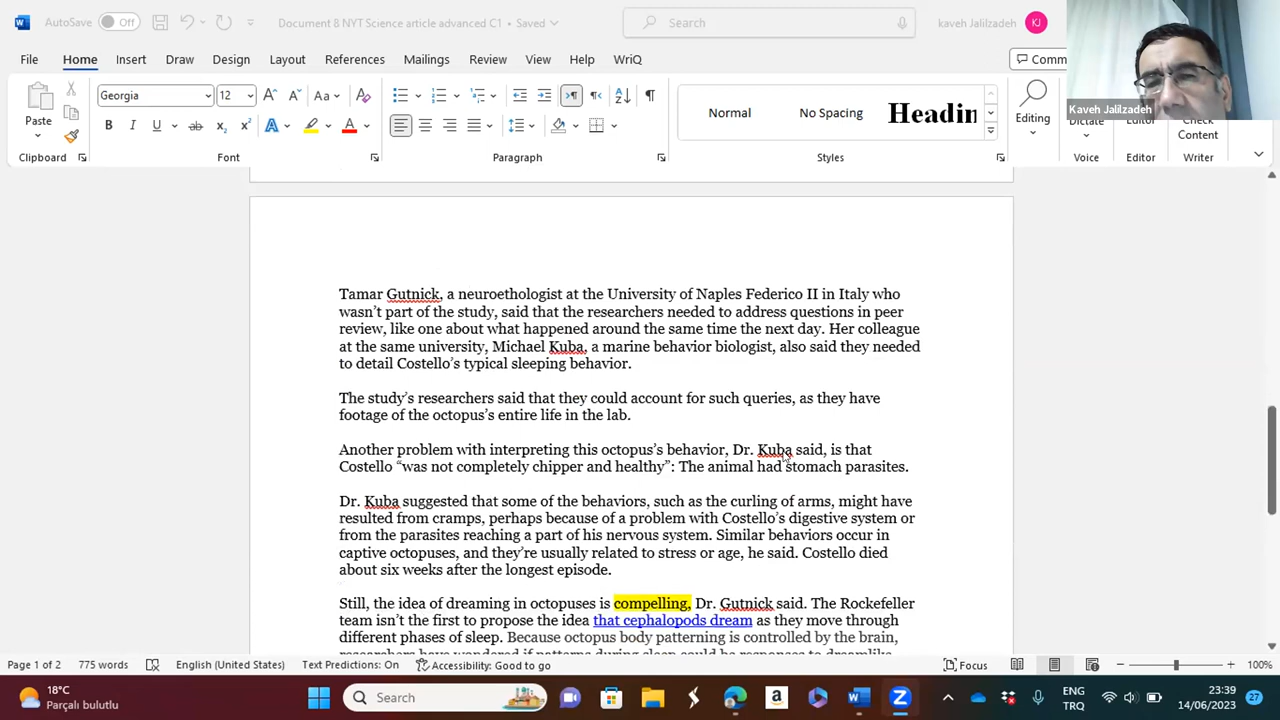 AutoSave Off Document 8 NYT Science article advanced C1 • Saved Search kaveh Jalilzadeh KJ
File Home Insert Draw Design Layout References Mailings Review View Help WriQ Comm
Kaveh Jalilzadeh
Paste Georgia 12 Normal No Spacing Headin Editing Dictate Editor Check Content
Clipboard Font Paragraph Styles Voice Editor Writer
Tamar Gutnick, a neuroethologist at the University of Naples Federico II in Italy who
wasn’t part of the study, said that the researchers needed to address questions in peer
review, like one about what happened around the same time the next day. Her colleague
at the same university, Michael Kuba, a marine behavior biologist, also said they needed
to detail Costello’s typical sleeping behavior.
The study’s researchers said that they could account for such queries, as they have
footage of the octopus’s entire life in the lab.
Another problem with interpreting this octopus’s behavior, Dr. Kuba said, is that
Costello “was not completely chipper and healthy”: The animal had stomach parasites.
Dr. Kuba suggested that some of the behaviors, such as the curling of arms, might have
resulted from cramps, perhaps because of a problem with Costello’s digestive system or
from the parasites reaching a part of his nervous system. Similar behaviors occur in
captive octopuses, and they’re usually related to stress or age, he said. Costello died
about six weeks after the longest episode.
Still, the idea of dreaming in octopuses is compelling, Dr. Gutnick said. The Rockefeller
team isn’t the first to propose the idea that cephalopods dream as they move through
different phases of sleep. Because octopus body patterning is controlled by the brain,
researchers have wondered if patterns during sleep could be responses to dreamlike
Page 1 of 2 775 words English (United States) Text Predictions: On Accessibility: Good to go Focus 100%
18°C
Parçalı bulutlu
Search
ENG
TRQ
23:39
14/06/2023
27